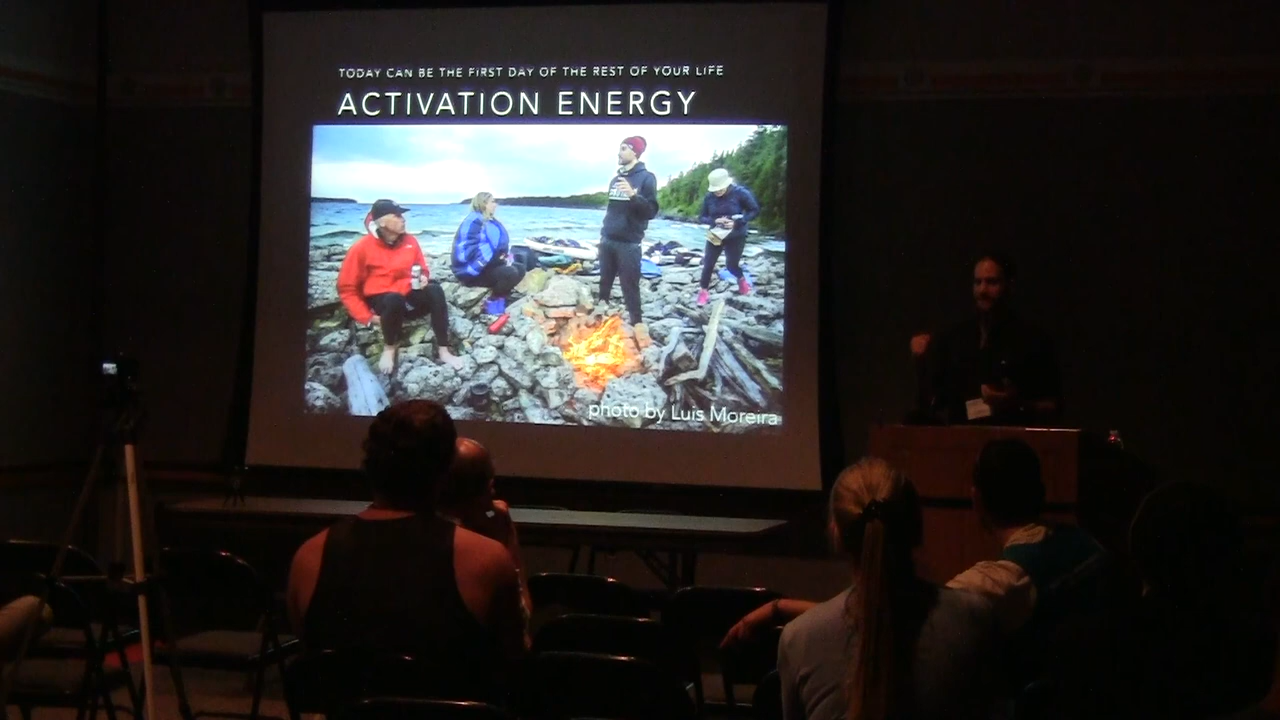 TODAY CAN BE THE FIRST DAY OF THE REST OF YOUR LIFE
ACTIVATION ENERGY
photo by Luis Moreira